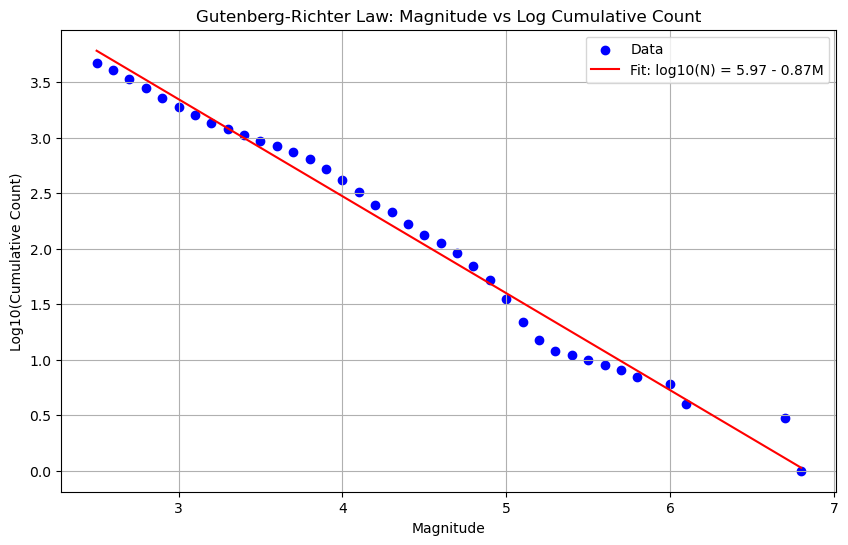 Gutenberg-Richter Law: Magnitude vs Log Cumulative Count
Data
Fit: log10(N) = 5.97 - 0.87M
Log10(Cumulative Count)
3.5
3.0
2.5
2.0
1.5
1.0
0.5
0.0
3 4 5 6 7
Magnitude